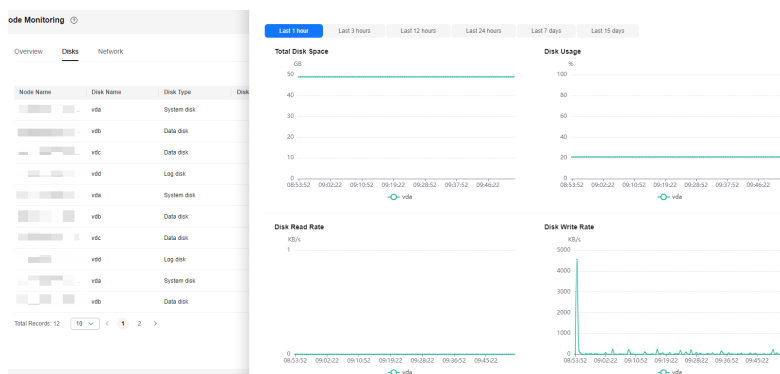 ode Monitoring ?
Overview Disks Network
Node Name Disk Name Disk Type Disk
vda System disk
vdb Data disk
vdc Data disk
vdd Log disk
vda System disk
vdb Data disk
vdc Data disk
vdd Log disk
vda System disk
vdb Data disk
Total Records: 12 10 < 1 2 >
Last 1 hour Last 3 hours Last 12 hours Last 24 hours Last 7 days Last 15 days
Total Disk Space
GB
50
40
30
20
10
0
08:53:52 09:02:22 09:10:52 09:19:22 09:28:52 09:37:52 09:46:22
vda
Disk Usage
%
100
80
60
40
20
0
08:53:52 09:02:22 09:10:52 09:19:22 09:28:52 09:37:52 09:46:22
vda
Disk Read Rate
KB/s
1
0
08:53:52 09:02:22 09:10:52 09:19:22 09:28:22 09:36:52 09:45:22
vda
Disk Write Rate
KB/s
5000
4000
3000
2000
1000
0
08:53:52 09:02:22 09:10:52 09:19:22 09:28:22 09:36:52 09:45:22
vda